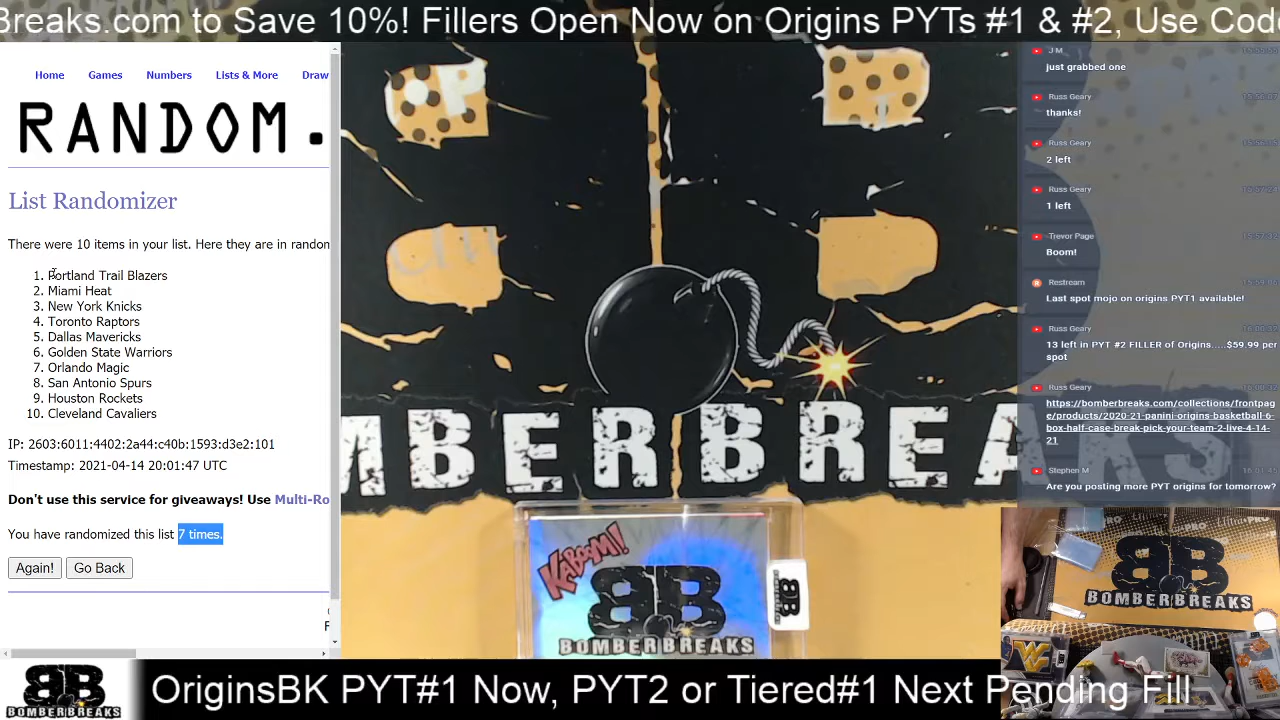 Breaks.com to Save 10%! Fillers Open Now on Origins PYTs #1 & #2, Use Cod
Home Games Numbers Lists & More Draw
RANDOM.
List Randomizer
There were 10 items in your list. Here they are in random
1. Portland Trail Blazers
2. Miami Heat
3. New York Knicks
4. Toronto Raptors
5. Dallas Mavericks
6. Golden State Warriors
7. Orlando Magic
8. San Antonio Spurs
9. Houston Rockets
10. Cleveland Cavaliers
IP: 2603:6011:4402:2a44:c40b:1593:d3e2:101
Timestamp: 2021-04-14 20:01:47 UTC
Don't use this service for giveaways! Use Multi-Ro
You have randomized this list 7 times.
Again! Go Back
MBER BREA
KABOOM!
BB
BOMBERBREAKS
J M
just grabbed one
Russ Geary
thanks!
Russ Geary
2 left
Russ Geary
1 left
Trevor Page
Boom!
Restream
Last spot mojo on origins PYT1 available!
Russ Geary
13 left in PYT #2 FILLER of Origins.....$59.99 per
spot
Russ Geary
https://bomberbreaks.com/collections/frontpag
e/products/2020-21-panini-origins-basketball-6-
box-half-case-break-pick-your-team-2-live-4-14-
21
Stephen M
Are you posting more PYT origins for tomorrow?
BB
BOMBERBREAKS
BB
BOMBERBREAKS
OriginsBK PYT#1 Now, PYT2 or Tiered#1 Next Pending Fill